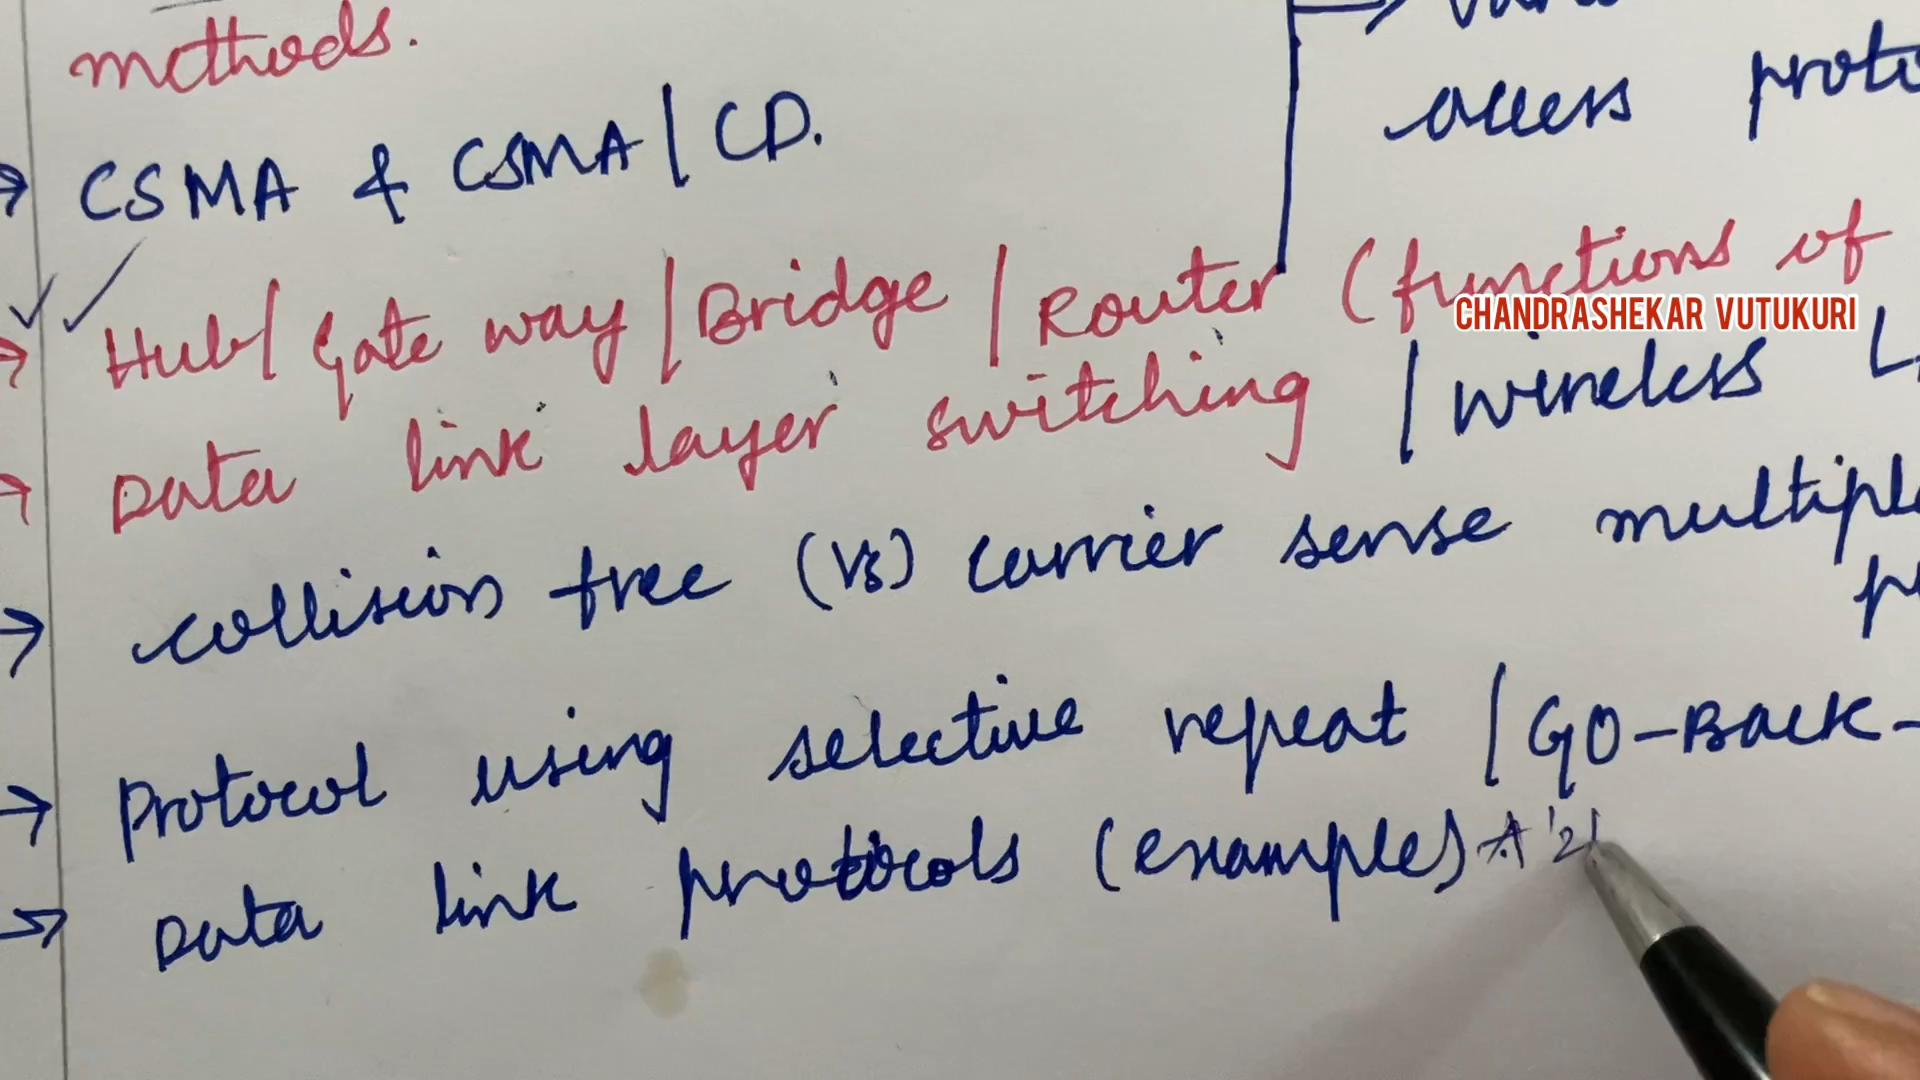 methods.
access proto
→ CSMA & CSMA/CD.
→ Hub/Gate way/Bridge/Router (functions of
CHANDRASHEKAR VUTUKURI
→ Data link layer switching / wireless L
→ collision free (vs) carrier sense multiple
→ Protocol using selective repeat / GO-BACK-
→ Data link protocols (examples)